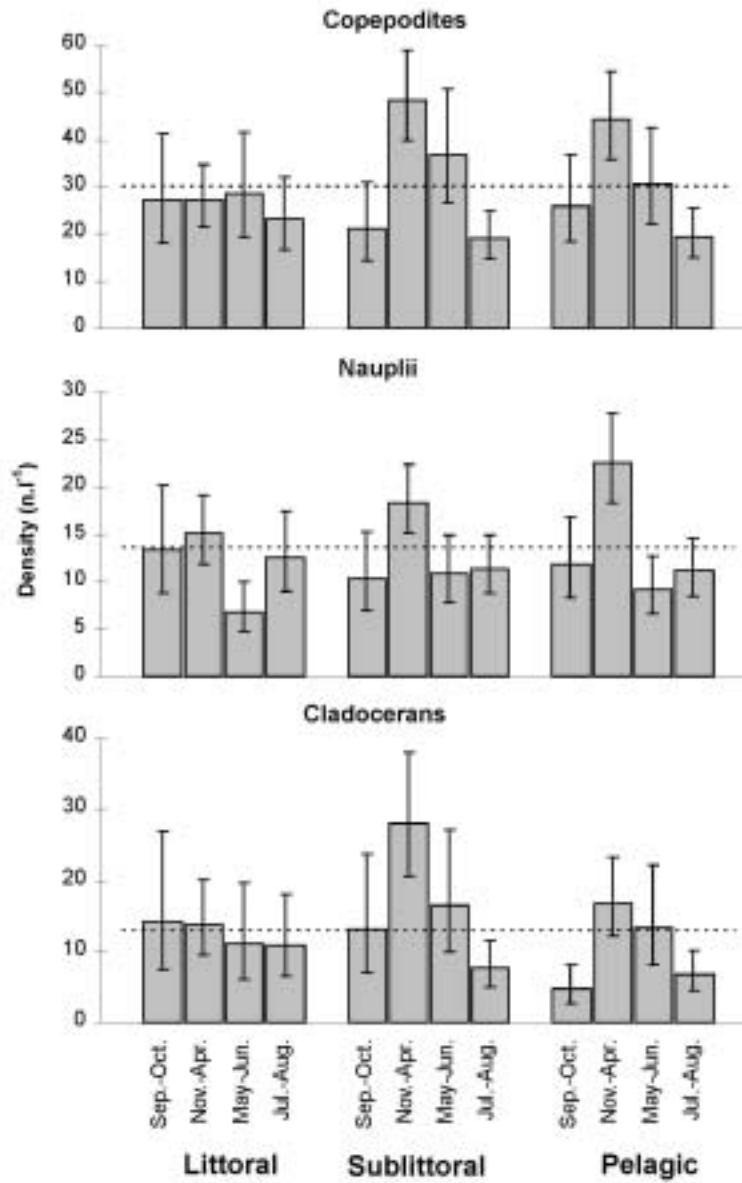 Copepodites
60
50
40
30
20
10
0
Nauplii
30
25
20
15
10
5
0
Density (n.l⁻¹)
Cladocerans
40
30
20
10
0
Sep.-Oct.
Nov.-Apr.
May-Jun.
Jul.-Aug.
Sep.-Oct.
Nov.-Apr.
May-Jun.
Jul.-Aug.
Sep.-Oct.
Nov.-Apr.
May-Jun.
Jul.-Aug.
Littoral Sublittoral Pelagic